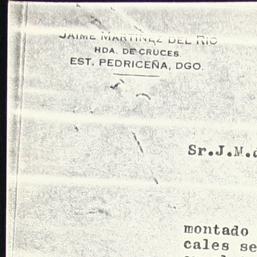 JAIME MARTINEZ DEL RIO
HDA. DE CRUCES
EST. PEDRICEÑA, DGO.
Sr.J.M.
montado
cales se